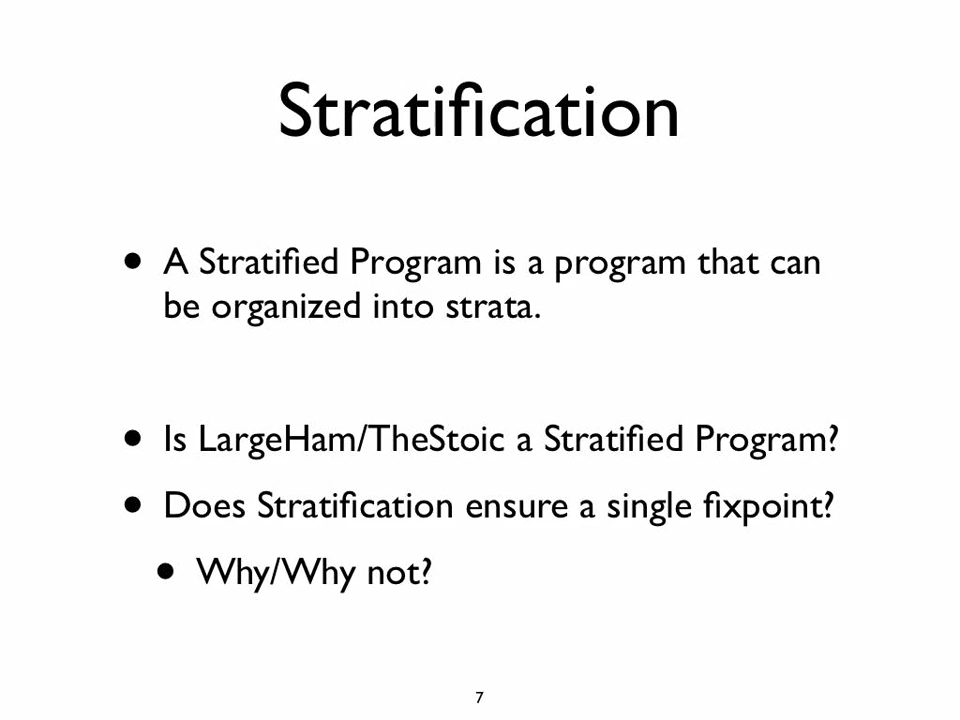 Stratification
• A Stratified Program is a program that can
be organized into strata.
• Is LargeHam/TheStoic a Stratified Program?
• Does Stratification ensure a single fixpoint?
• Why/Why not?
7